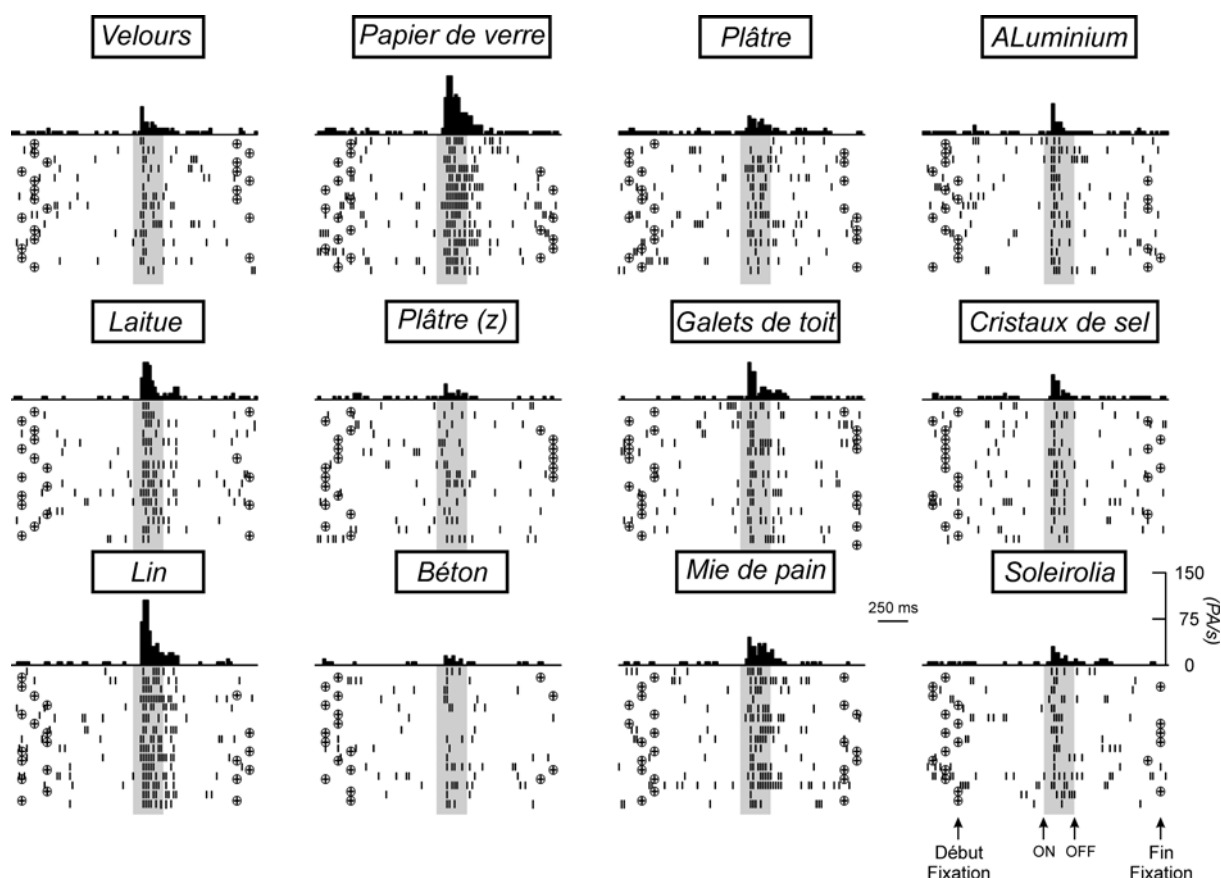 Velours
Papier de verre
Plâtre
ALuminium
Laitue
Plâtre (z)
Galets de toit
Cristaux de sel
Lin
Béton
Mie de pain
Soleirolia
250 ms
150
75
0
(PA/s)
Début
Fixation
ON
OFF
Fin
Fixation